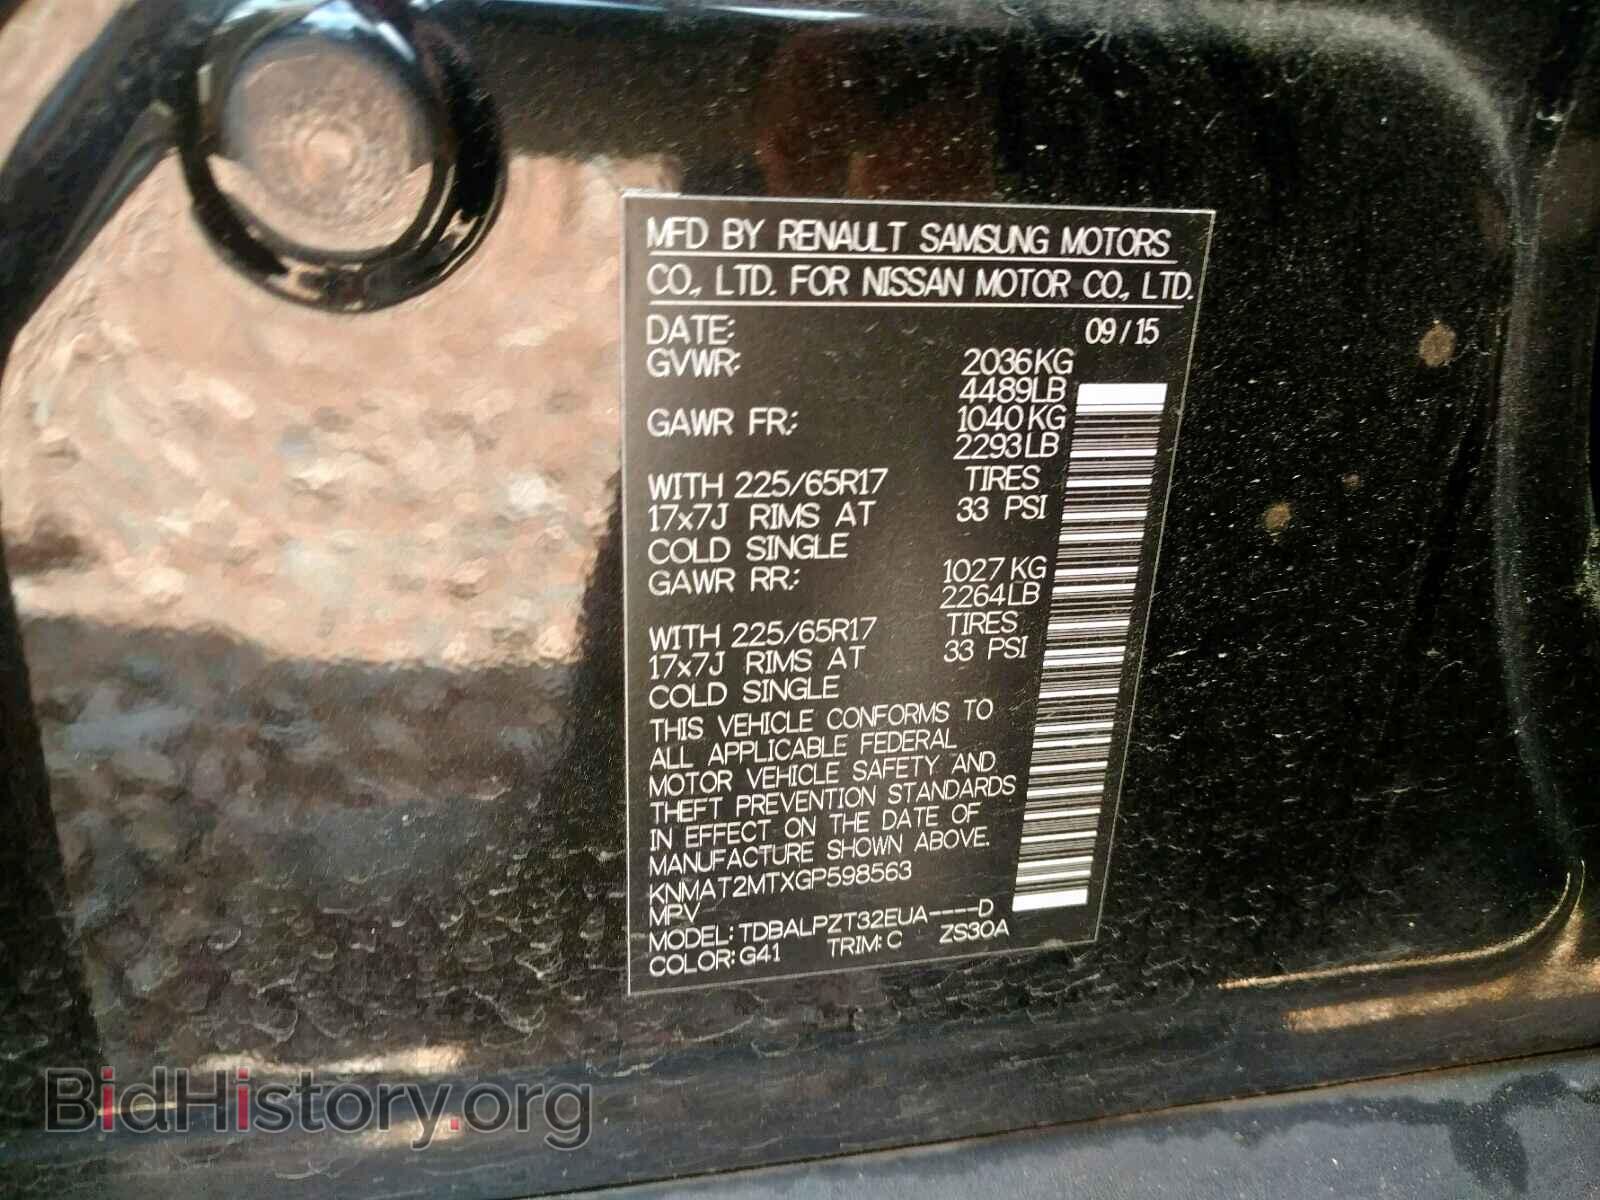 MFD BY RENAULT SAMSUNG MOTORS
CO., LTD. FOR NISSAN MOTOR CO., LTD.
DATE: 09/15
GVWR: 2036KG
4489LB
GAWR FR.: 1040KG
2293LB
WITH 225/65R17 TIRES
17x7J RIMS AT 33 PSI
COLD SINGLE
GAWR RR.: 1027KG
2264LB
WITH 225/65R17 TIRES
17x7J RIMS AT 33 PSI
COLD SINGLE
THIS VEHICLE CONFORMS TO
ALL APPLICABLE FEDERAL
MOTOR VEHICLE SAFETY AND
THEFT PREVENTION STANDARDS
IN EFFECT ON THE DATE OF
MANUFACTURE SHOWN ABOVE.
KNMAT2MTXGP598563
MPV
MODEL: TDBALPZT32EUA----D
COLOR: G41 TRIM: C ZS30A
BidHistory.org